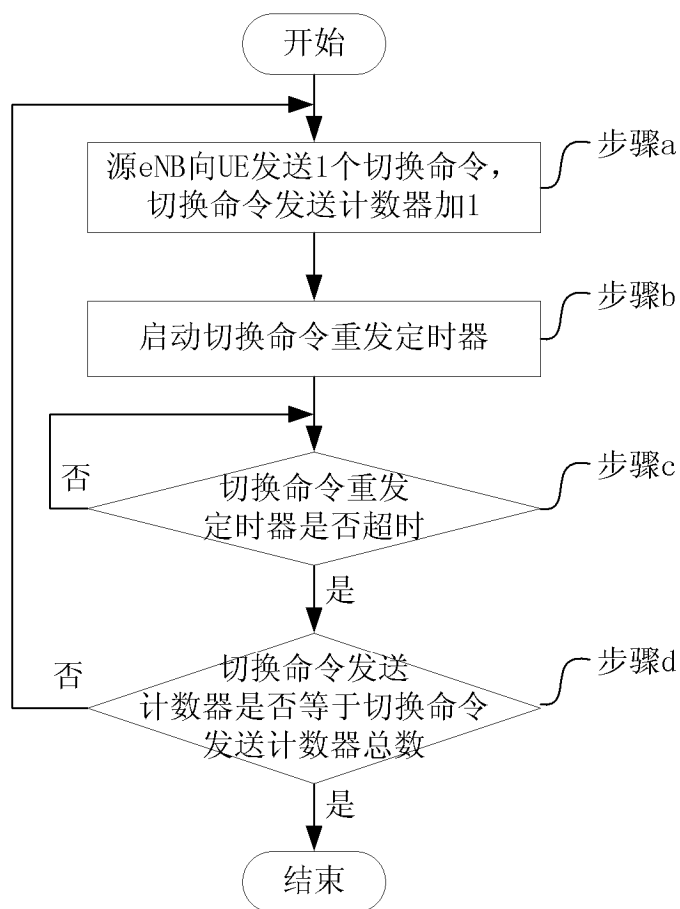 开始
源eNB向UE发送1个切换命令，
切换命令发送计数器加1
步骤a
启动切换命令重发定时器
步骤b
否
切换命令重发
定时器是否超时
步骤c
是
否
切换命令发送
计数器是否等于切换命令
发送计数器总数
步骤d
是
结束